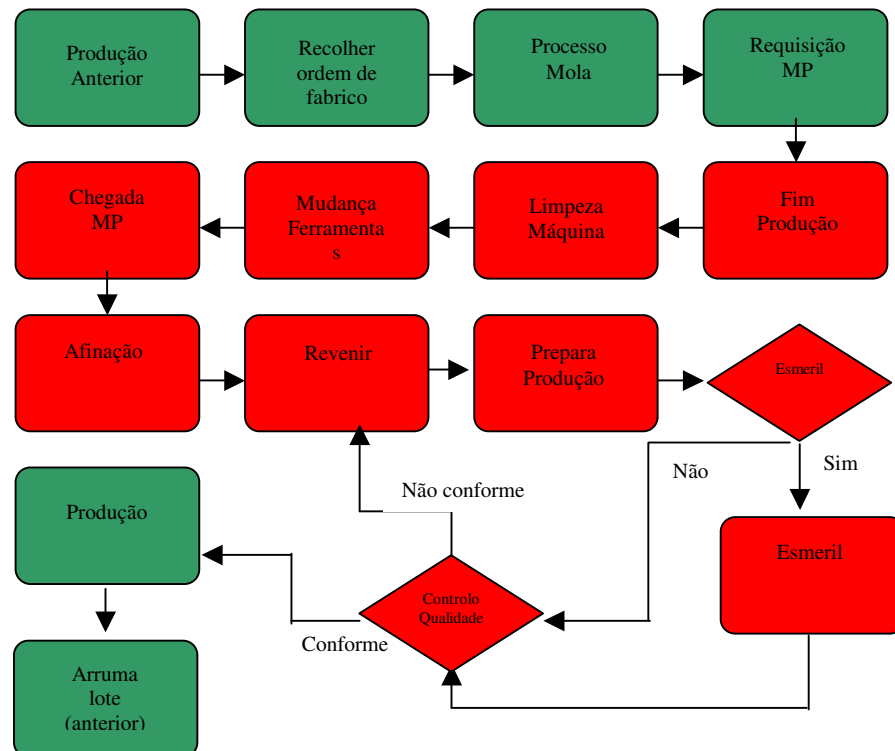 Produção
Anterior
Recolher
ordem de
fabrico
Processo
Mola
Requisição
MP
Chegada
MP
Mudança
Ferramenta
s
Limpeza
Máquina
Fim
Produção
Afinação
Revenir
Prepara
Produção
Esmeril
Não conforme
Não
Sim
Produção
Esmeril
Controlo
Qualidade
Conforme
Arruma
lote
(anterior)